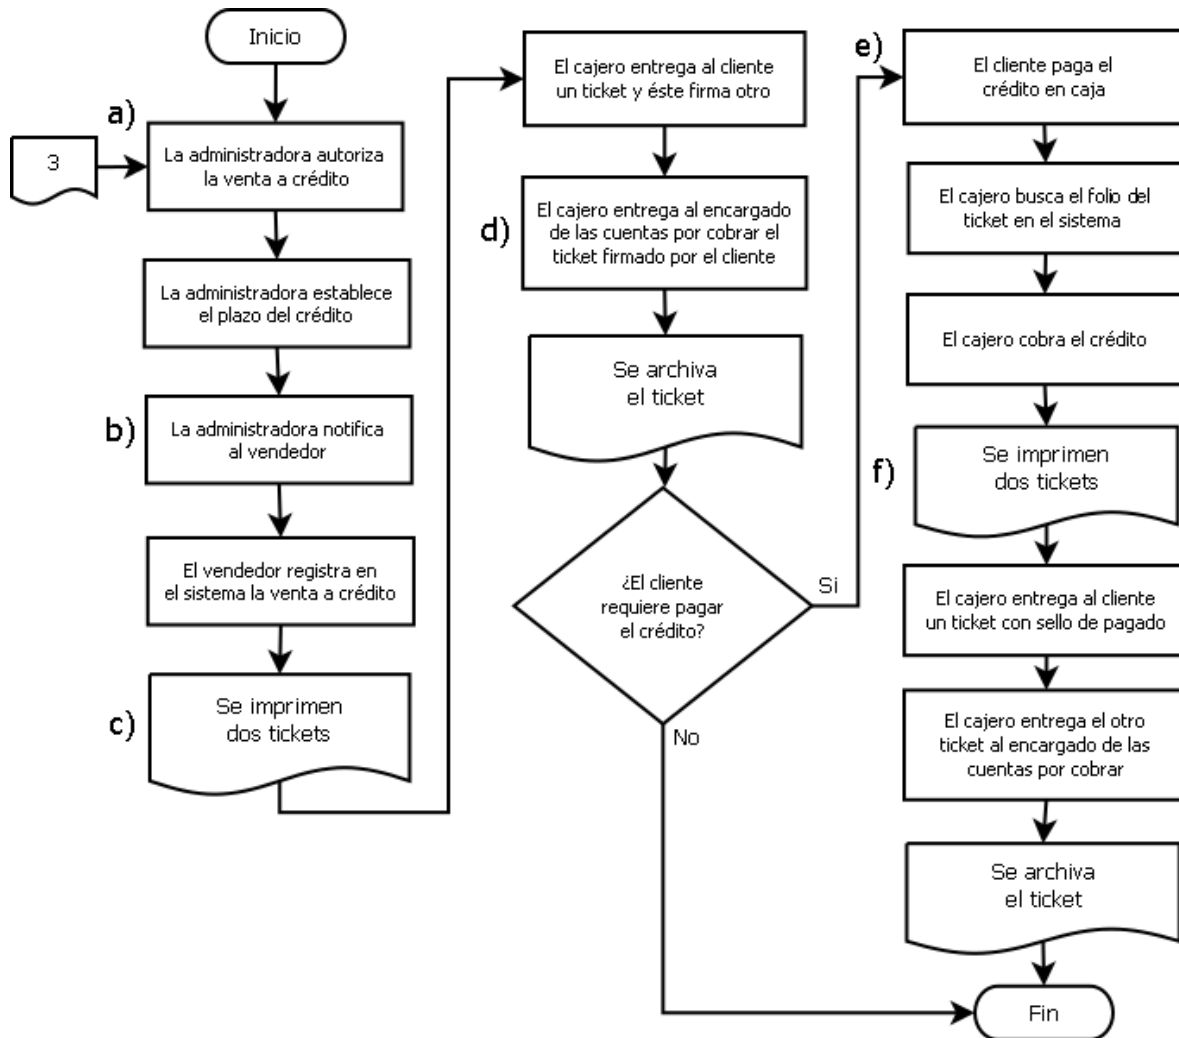 Inicio
a)
3
La administradora autoriza
la venta a crédito
La administradora establece
el plazo del crédito
b)
La administradora notifica
al vendedor
El vendedor registra en
el sistema la venta a crédito
c)
Se imprimen
dos tickets
El cajero entrega al cliente
un ticket y éste firma otro
d)
El cajero entrega al encargado
de las cuentas por cobrar el
ticket firmado por el cliente
Se archiva
el ticket
¿El cliente
requiere pagar
el crédito?
Si
No
e)
El cliente paga el
crédito en caja
El cajero busca el folio del
ticket en el sistema
El cajero cobra el crédito
f)
Se imprimen
dos tickets
El cajero entrega al cliente
un ticket con sello de pagado
El cajero entrega el otro
ticket al encargado de las
cuentas por cobrar
Se archiva
el ticket
Fin